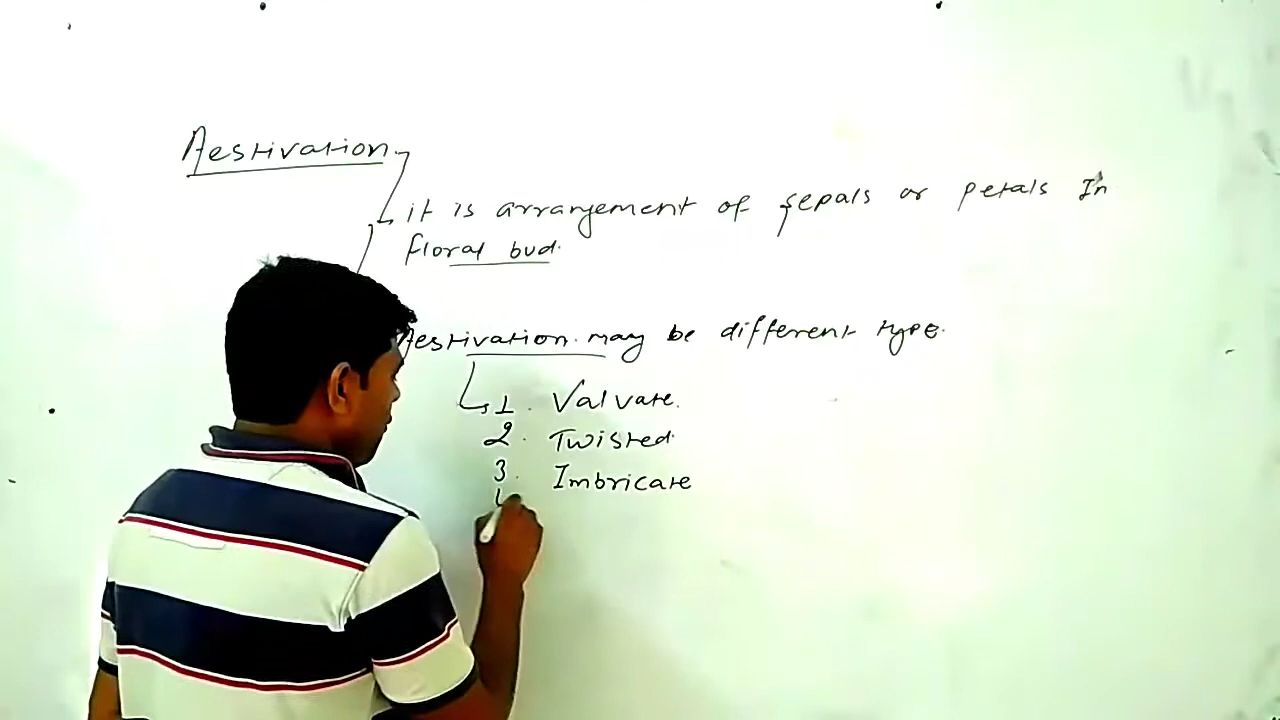 Aestivation
it is arrangement of sepals or petals In
floral bud.
Aestivation may be different type.
1. Valvate.
2. Twisted.
3. Imbricate